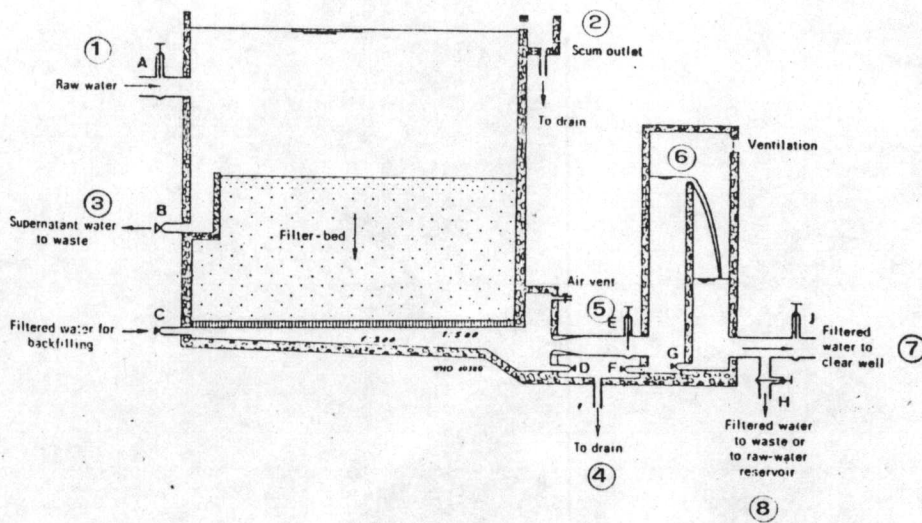 1
A
Raw water
2
Scum outlet
To drain
3
B
Supernatant water
to waste
Filter-bed
6
Ventilation
C
Filtered water for
backfilling
Air vent
5
E
1:500
D
F
G
J
Filtered
water to
clear well
7
H
To drain
4
Filtered water
to waste or
to raw-water
reservoir
8